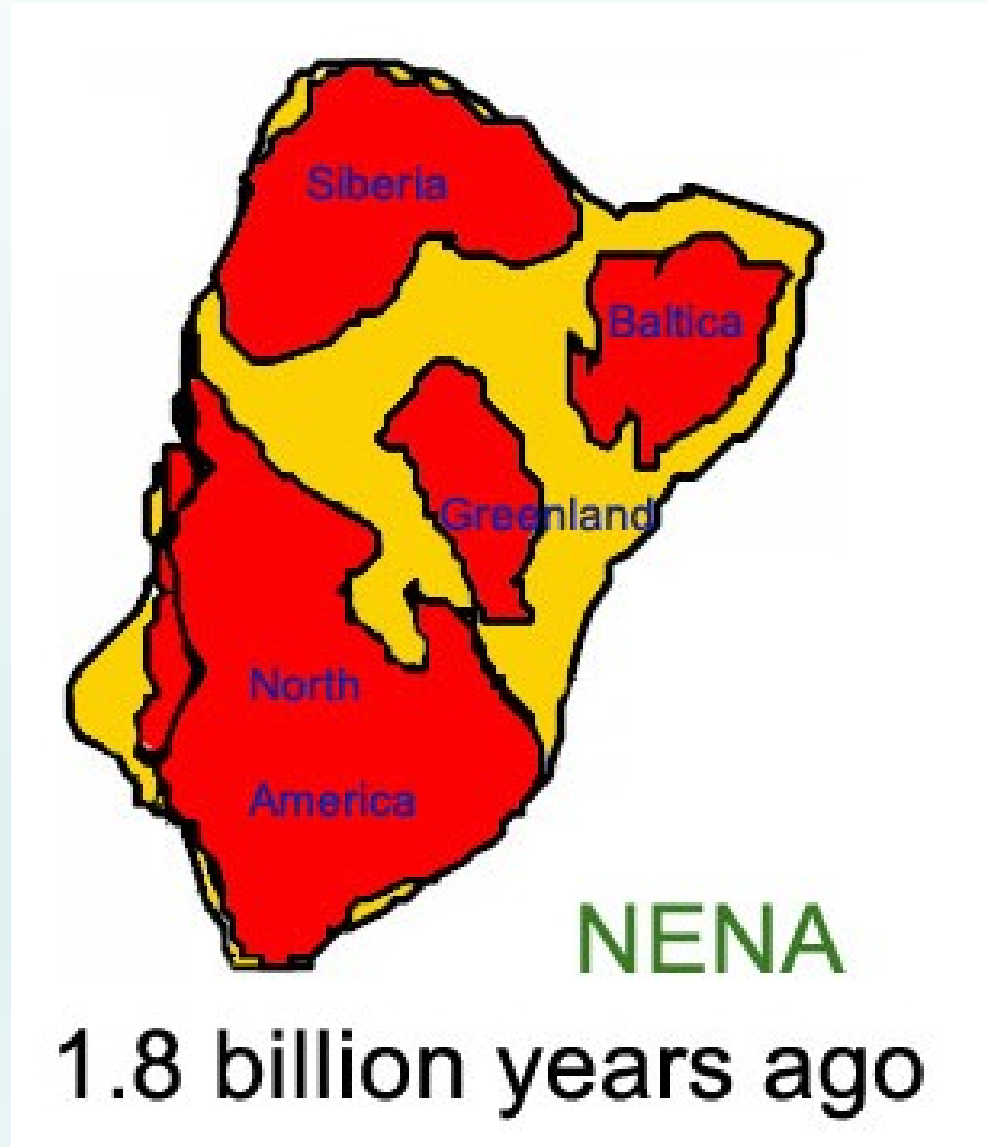 Siberia
Baltica
Greenland
North
America
NENA
1.8 billion years ago